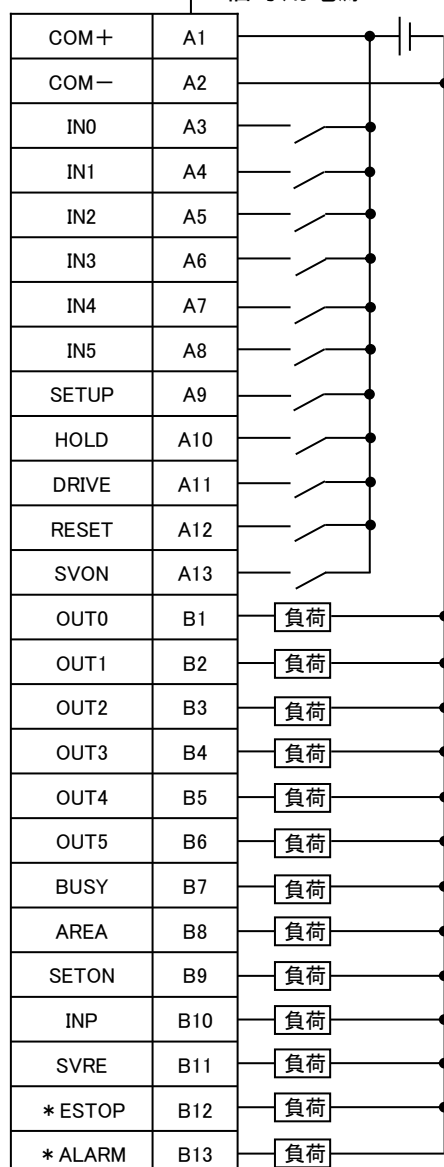 COM+ A1
COM− A2
IN0 A3
IN1 A4
IN2 A5
IN3 A6
IN4 A7
IN5 A8
SETUP A9
HOLD A10
DRIVE A11
RESET A12
SVON A13
OUT0 B1 負荷
OUT1 B2 負荷
OUT2 B3 負荷
OUT3 B4 負荷
OUT4 B5 負荷
OUT5 B6 負荷
BUSY B7 負荷
AREA B8 負荷
SETON B9 負荷
INP B10 負荷
SVRE B11 負荷
*ESTOP B12 負荷
*ALARM B13 負荷